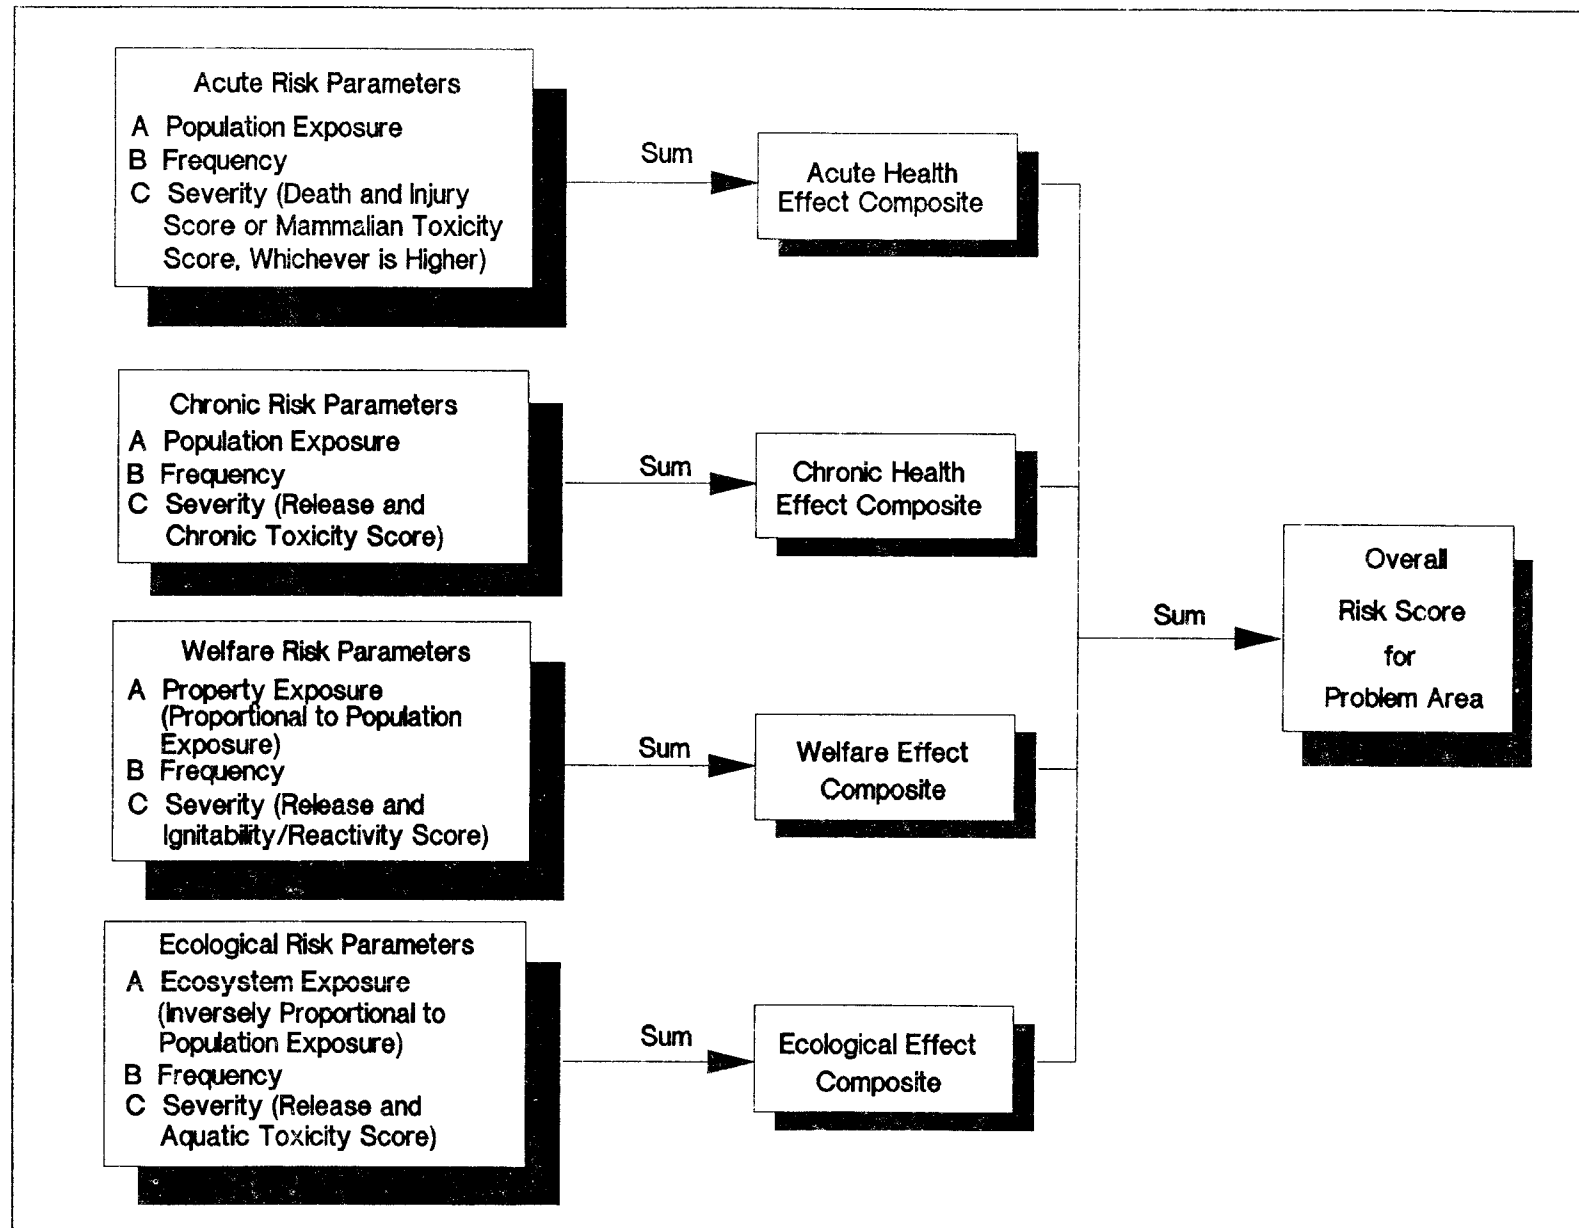 Acute Risk Parameters
A Population Exposure
B Frequency
C Severity (Death and Injury
Score or Mammalian Toxicity
Score, Whichever is Higher)
Sum
Acute Health
Effect Composite
Chronic Risk Parameters
A Population Exposure
B Frequency
C Severity (Release and
Chronic Toxicity Score)
Sum
Chronic Health
Effect Composite
Welfare Risk Parameters
A Property Exposure
(Proportional to Population
Exposure)
B Frequency
C Severity (Release and
Ignitability/Reactivity Score)
Sum
Welfare Effect
Composite
Ecological Risk Parameters
A Ecosystem Exposure
(Inversely Proportional to
Population Exposure)
B Frequency
C Severity (Release and
Aquatic Toxicity Score)
Sum
Ecological Effect
Composite
Sum
Overall
Risk Score
for
Problem Area